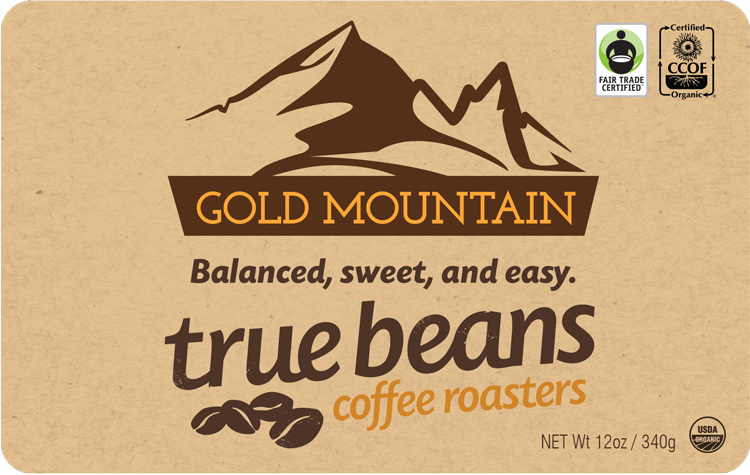 FAIR TRADE
CERTIFIED
Certified
CCOF
Organic
GOLD MOUNTAIN
Balanced, sweet, and easy.
true beans
coffee roasters
NET Wt 12oz / 340g
USDA
ORGANIC